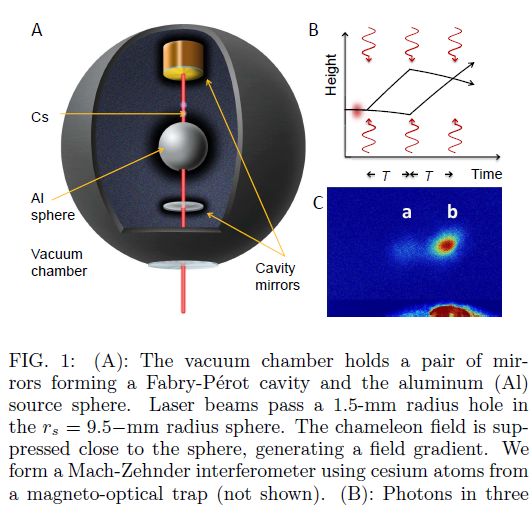 A
Cs
Al
sphere
Vacuum
chamber
Cavity
mirrors
B
Height
T
T
Time
C
a
b
FIG. 1: (A): The vacuum chamber holds a pair of mir-
rors forming a Fabry-Pérot cavity and the aluminum (Al)
source sphere. Laser beams pass a 1.5-mm radius hole in
the rₛ = 9.5−mm radius sphere. The chameleon field is sup-
pressed close to the sphere, generating a field gradient. We
form a Mach-Zehnder interferometer using cesium atoms from
a magneto-optical trap (not shown). (B): Photons in three